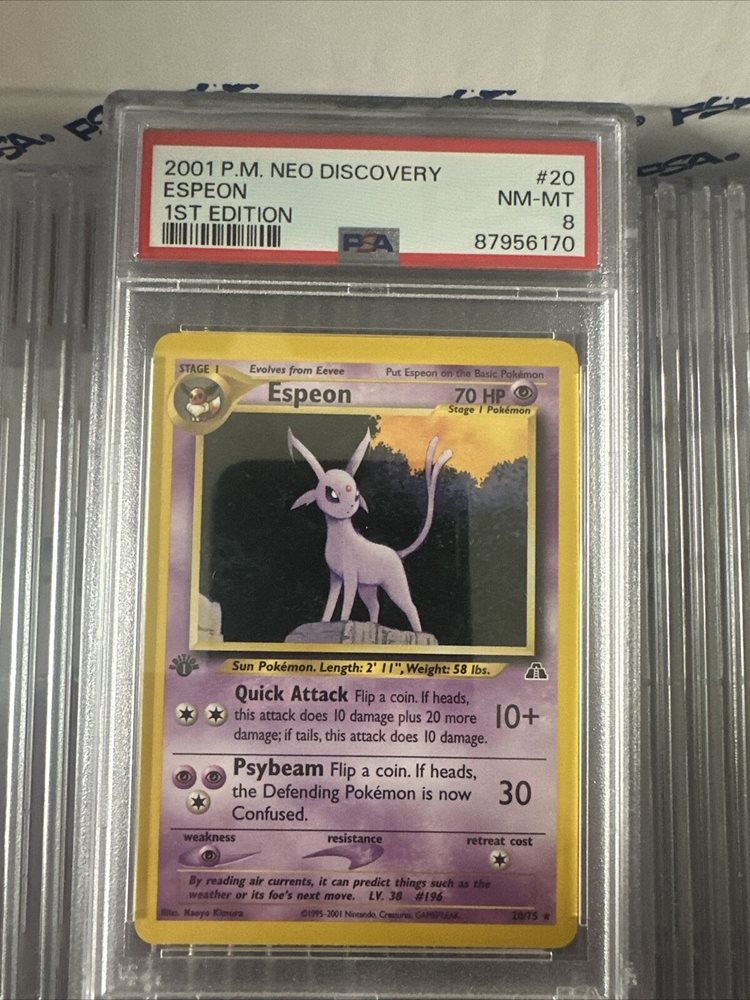 PSA.
PSA
PSA.
2001 P.M. NEO DISCOVERY #20
ESPEON NM-MT
1ST EDITION 8
PSA 87956170
STAGE 1 Evolves from Eevee Put Espeon on the Basic Pokémon
Espeon 70 HP
Stage 1 Pokémon
EDITION
1
Sun Pokémon. Length: 2' 11", Weight: 58 lbs.
Quick Attack Flip a coin. If heads,
this attack does 10 damage plus 20 more 10+
damage; if tails, this attack does 10 damage.
Psybeam Flip a coin. If heads,
the Defending Pokémon is now 30
Confused.
weakness resistance retreat cost
By reading air currents, it can predict things such as the
weather or its foe's next move. LV. 38 #196
Illus. Naoyo Kimura ©1995-2001 Nintendo, Creatures, GAMEFREAK. 20/75 ★